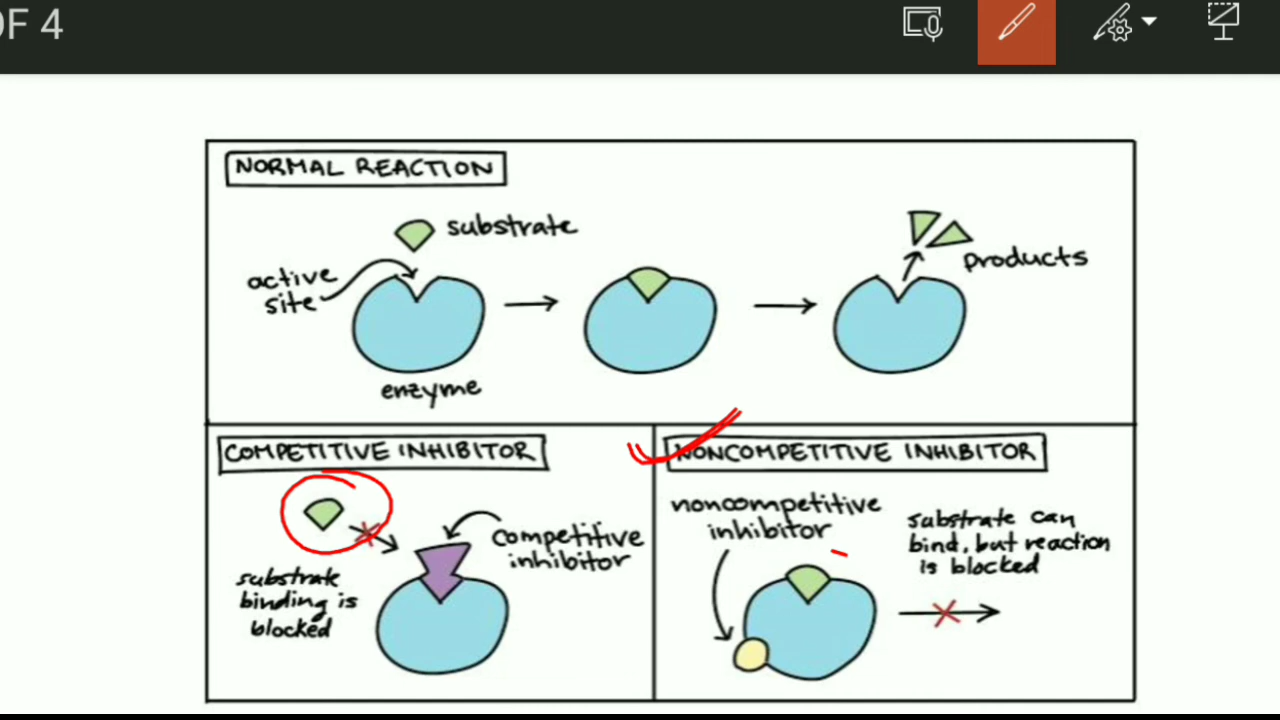 OF 4
NORMAL REACTION
substrate
active
site
products
enzyme
COMPETITIVE INHIBITOR
NONCOMPETITIVE INHIBITOR
competitive
inhibitor
substrate
binding is
blocked
noncompetitive
inhibitor
substrate can
bind, but reaction
is blocked